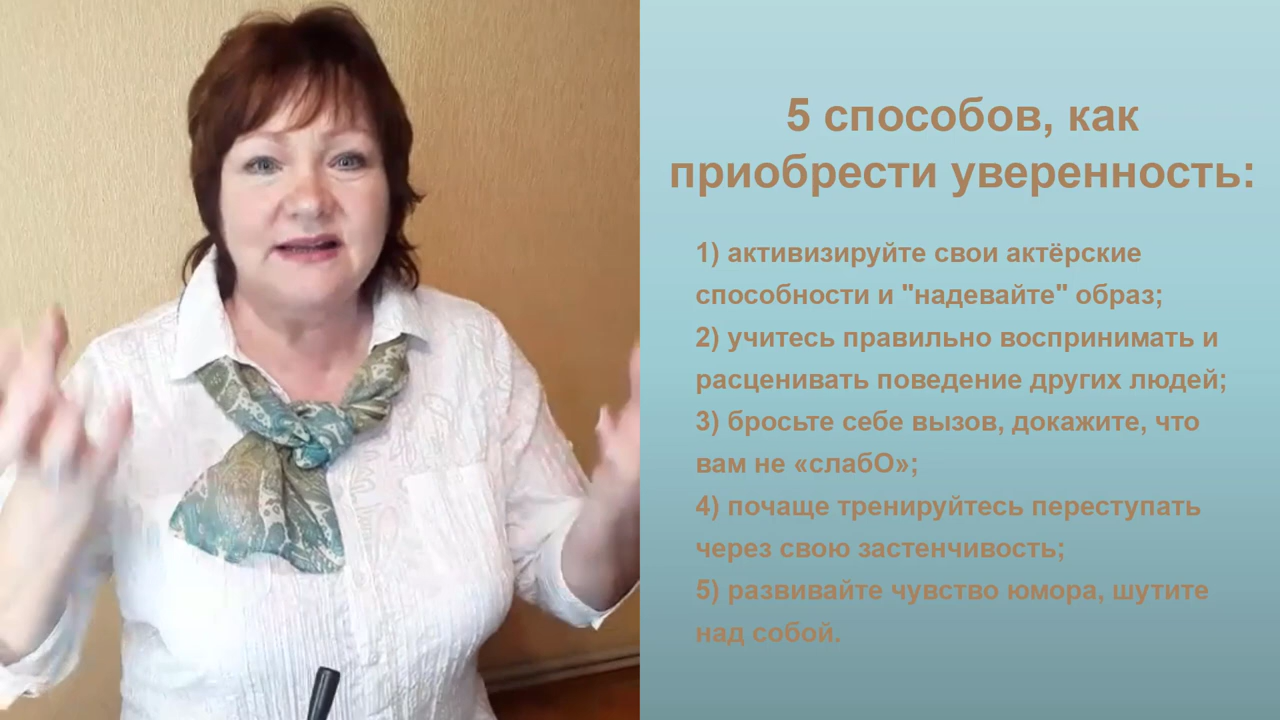 5 способов, как
приобрести уверенность:
1) активизируйте свои актёрские
способности и "надевайте" образ;
2) учитесь правильно воспринимать и
расценивать поведение других людей;
3) бросьте себе вызов, докажите, что
вам не «слабО»;
4) почаще тренируйтесь переступать
через свою застенчивость;
5) развивайте чувство юмора, шутите
над собой.